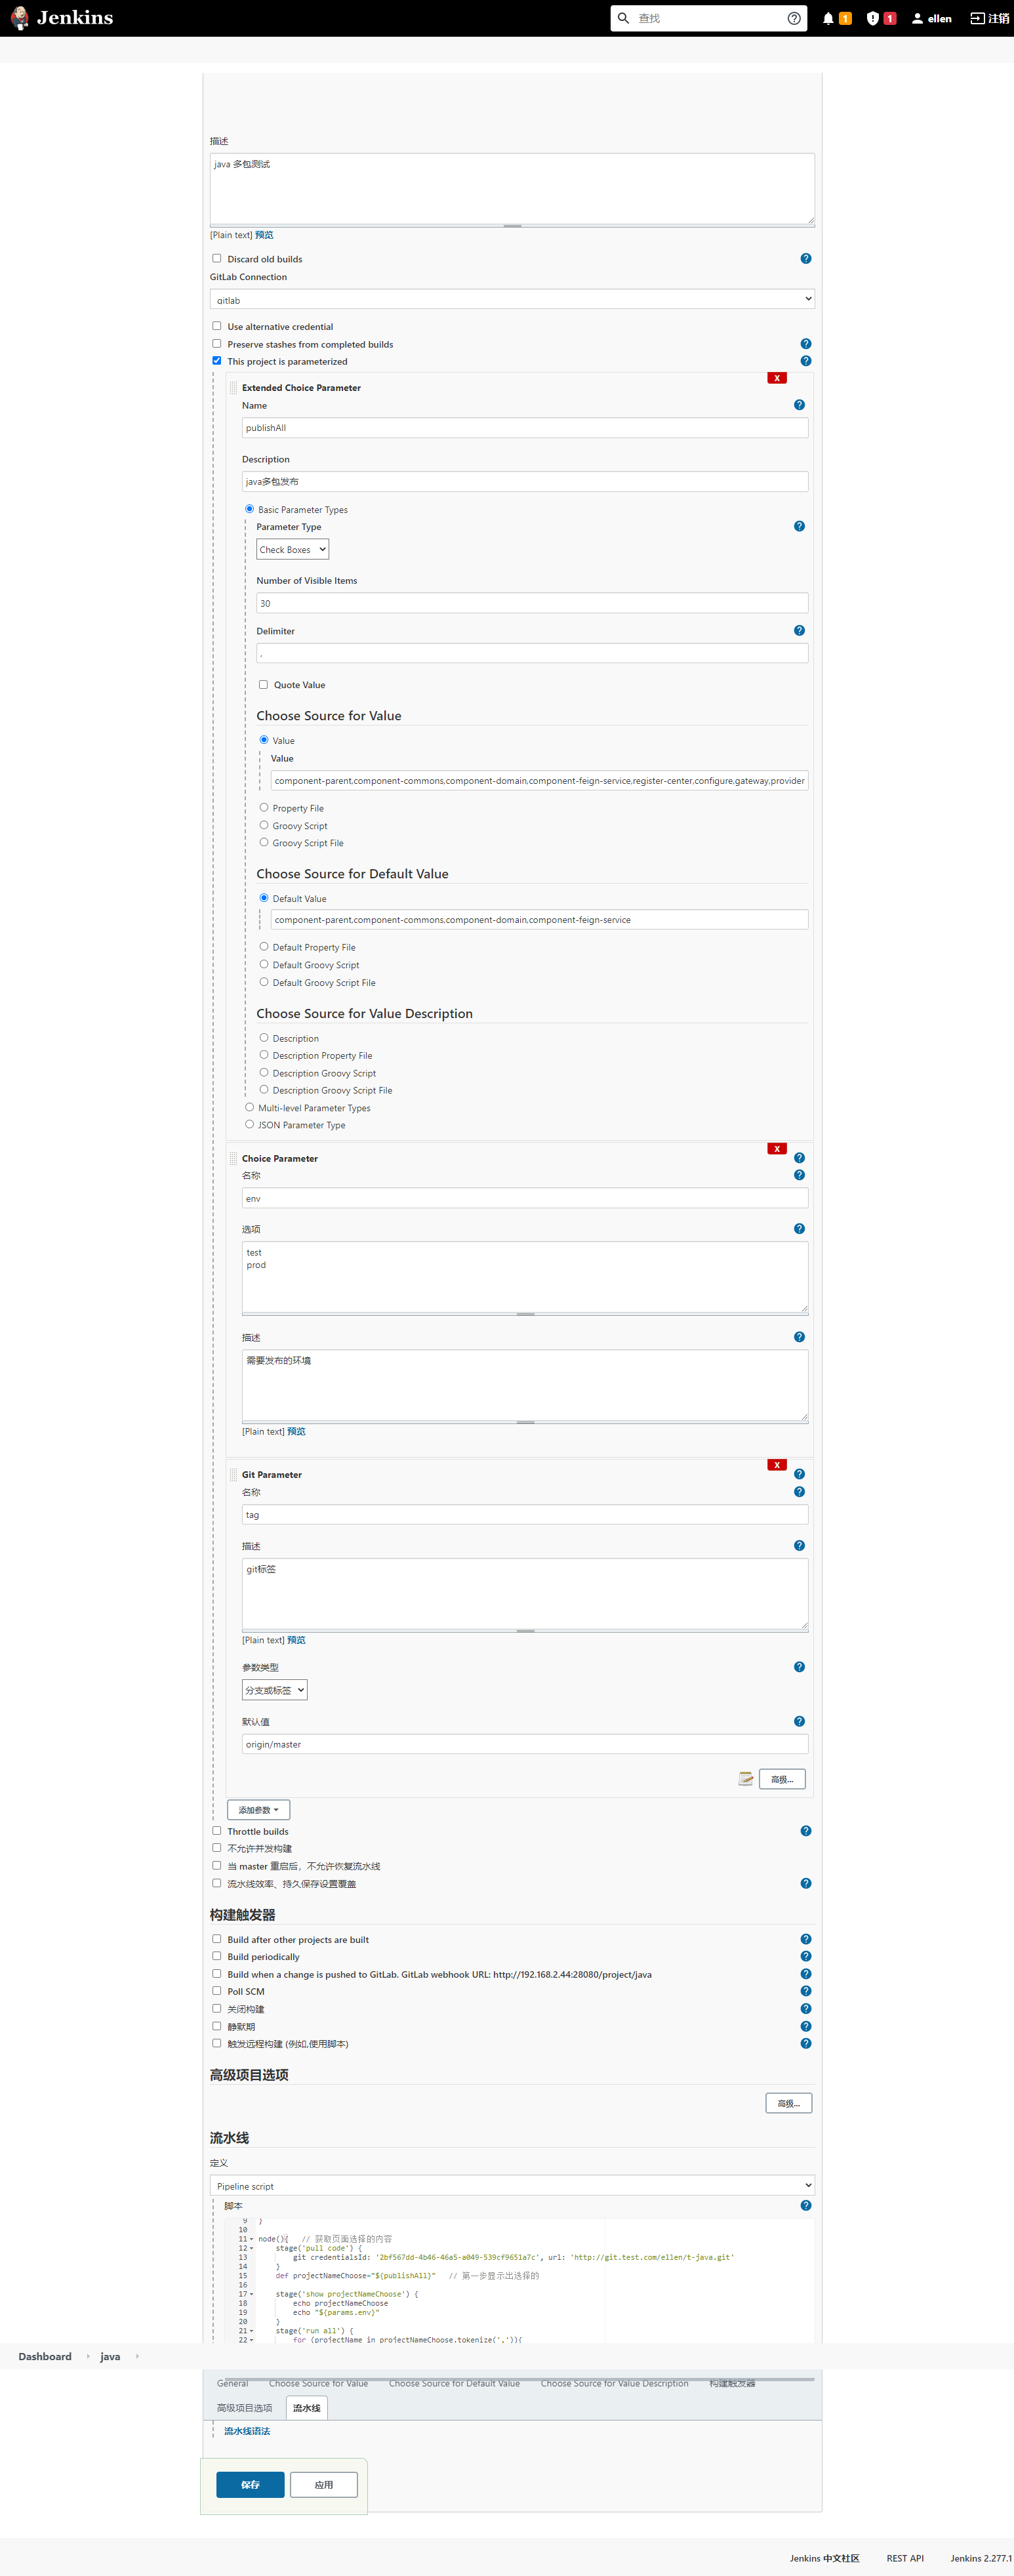 Jenkins 查找 1 1 ellen 注销
描述
java 多包测试
[Plain text] 预览
Discard old builds
GitLab Connection
gitlab
Use alternative credential
Preserve stashes from completed builds
This project is parameterized
X
Extended Choice Parameter
Name
publishAll
Description
java多包发布
Basic Parameter Types
Parameter Type
Check Boxes
Number of Visible Items
30
Delimiter
,
Quote Value
Choose Source for Value
Value
Value
component-parent,component-commons,component-domain,component-feign-service,register-center,configure,gateway,provider
Property File
Groovy Script
Groovy Script File
Choose Source for Default Value
Default Value
component-parent,component-commons,component-domain,component-feign-service
Default Property File
Default Groovy Script
Default Groovy Script File
Choose Source for Value Description
Description
Description Property File
Description Groovy Script
Description Groovy Script File
Multi-level Parameter Types
JSON Parameter Type
X
Choice Parameter
名称
env
选项
test
prod
描述
需要发布的环境
[Plain text] 预览
X
Git Parameter
名称
tag
描述
git标签
[Plain text] 预览
参数类型
分支或标签
默认值
origin/master
高级...
添加参数
Throttle builds
不允许并发构建
当 master 重启后，不允许恢复流水线
流水线效率、持久保存设置覆盖
构建触发器
Build after other projects are built
Build periodically
Build when a change is pushed to GitLab. GitLab webhook URL: http://192.168.2.44:28080/project/java
Poll SCM
关闭构建
静默期
触发远程构建 (例如,使用脚本)
高级项目选项
高级...
流水线
定义
Pipeline script
脚本
9 }
10
11 node(){ // 获取页面选择的内容
12 stage('pull code') {
13 git credentialsId: '2bf567dd-4b46-46a5-a049-539cf9651a7c', url: 'http://git.test.com/ellen/t-java.git'
14 }
15 def projectNameChoose="${publishAll}" // 第一步显示出选择的
16
17 stage('show projectNameChoose') {
18 echo projectNameChoose
19 echo "${params.env}"
20 }
21 stage('run all') {
22 for (projectName in projectNameChoose.tokenize(',')){
Dashboard java
General Choose Source for Value Choose Source for Default Value Choose Source for Value Description 构建触发器
高级项目选项 流水线
流水线语法
保存 应用
Jenkins 中文社区 REST API Jenkins 2.277.1